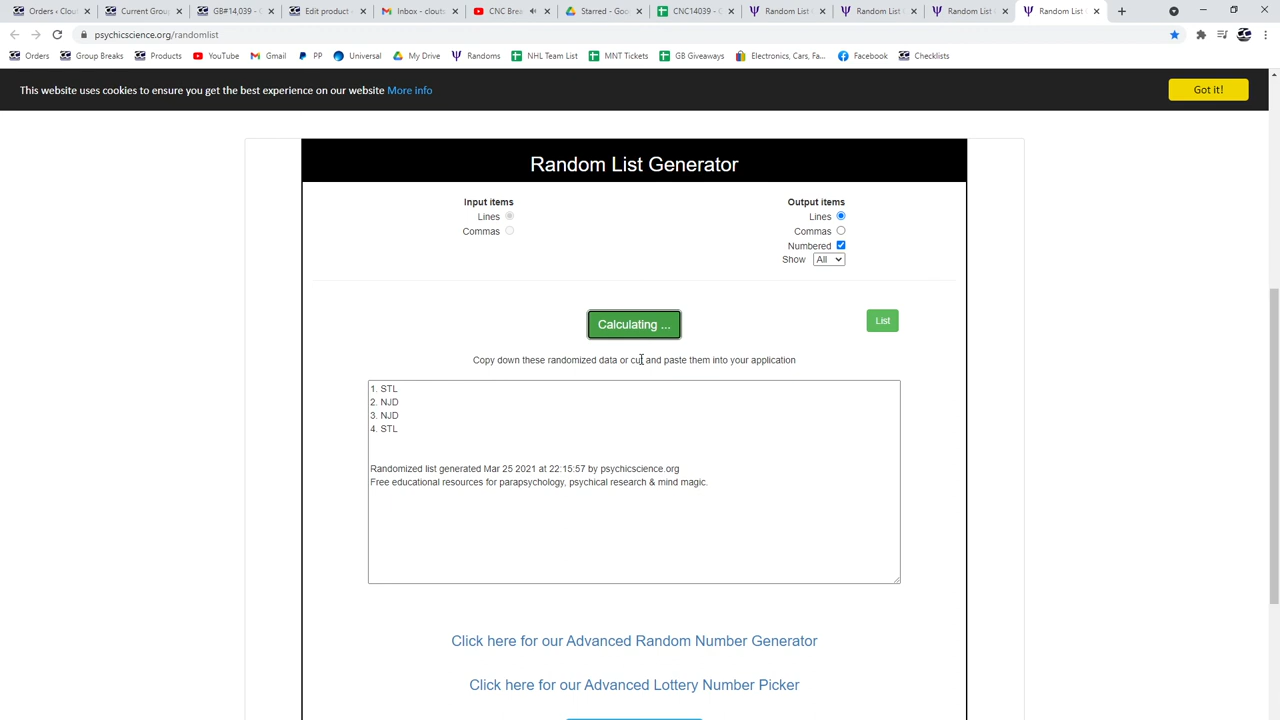 Orders ‹ Clout
Current Group
GB#14,039 -
Edit product ‹
Inbox - clouts
CNC Brea
Starred - Goo
CNC14039 - G
Random List G
Random List G
Random List G
Random List G
psychicscience.org/randomlist
Orders
Group Breaks
Products
YouTube
Gmail
PP
Universal
My Drive
Randoms
NHL Team List
MNT Tickets
GB Giveaways
Electronics, Cars, Fa...
Facebook
Checklists
This website uses cookies to ensure you get the best experience on our website More info
Got it!
Random List Generator
Input items
Lines
Commas
Output items
Lines
Commas
Numbered
Show All
Calculating ...
List
Copy down these randomized data or cut and paste them into your application
1. STL
2. NJD
3. NJD
4. STL
Randomized list generated Mar 25 2021 at 22:15:57 by psychicscience.org
Free educational resources for parapsychology, psychical research & mind magic.
Click here for our Advanced Random Number Generator
Click here for our Advanced Lottery Number Picker